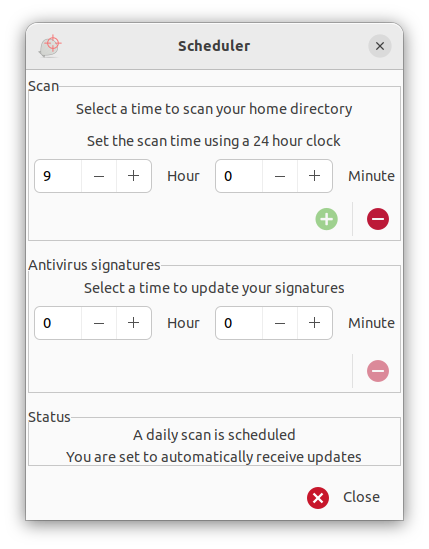 Scheduler
Scan
Select a time to scan your home directory
Set the scan time using a 24 hour clock
9 Hour 0 Minute
Antivirus signatures
Select a time to update your signatures
0 Hour 0 Minute
Status
A daily scan is scheduled
You are set to automatically receive updates
Close